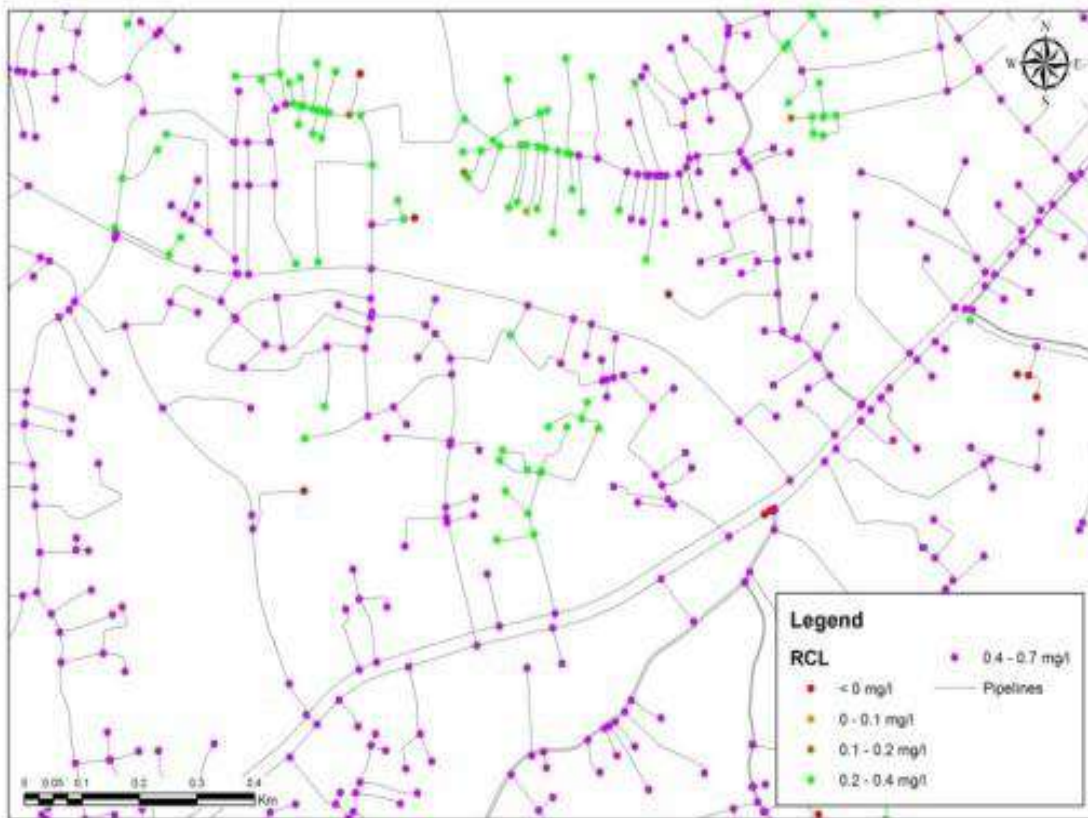 N
W E
S
Legend
RCL
< 0 mg/l
0 - 0.1 mg/l
0.1 - 0.2 mg/l
0.2 - 0.4 mg/l
0.4 - 0.7 mg/l
Pipelines
0 0.05 0.1 0.2 0.3 0.4
Km